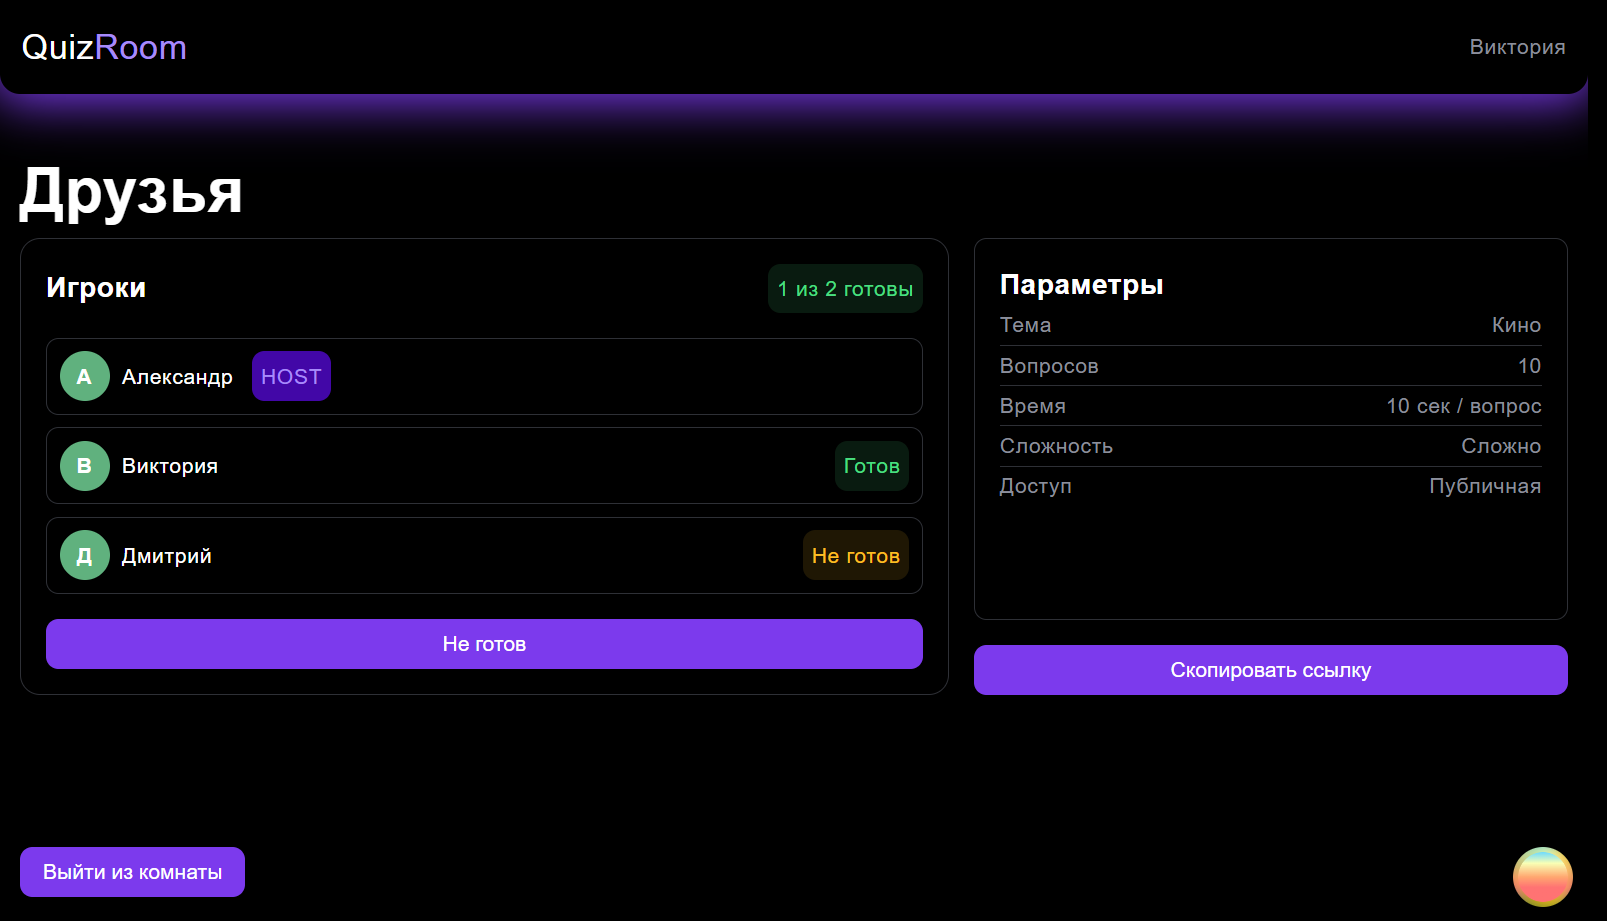 QuizRoom
Виктория
Друзья
Игроки
1 из 2 готовы
А Александр HOST
В Виктория Готов
Д Дмитрий Не готов
Не готов
Параметры
Тема Кино
Вопросов 10
Время 10 сек / вопрос
Сложность Сложно
Доступ Публичная
Скопировать ссылку
Выйти из комнаты